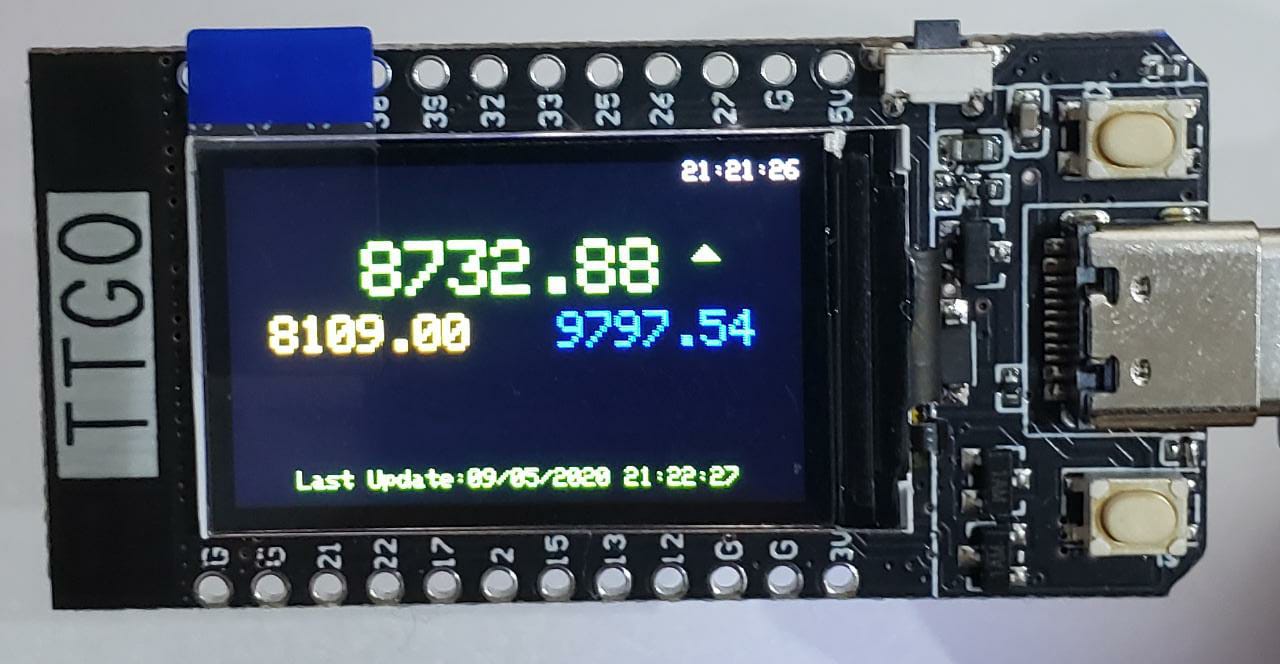 TTGO
38 39 32 33 25 26 27 G 5V
21:21:26
8732.88
8109.00 9797.54
Last Update:09/05/2020 21:22:27
G G 21 22 17 2 15 13 12 G G 3V